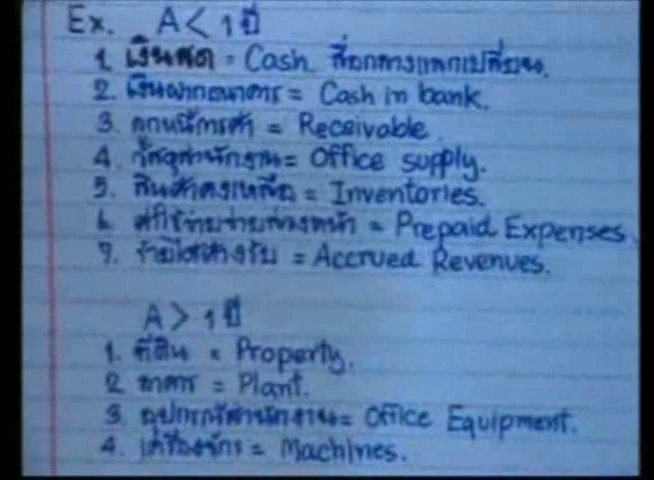 Ex. A < 1 ปี
1. เงินสด = Cash สื่อกลางแลกเปลี่ยน.
2. เงินฝากธนาคาร = Cash in bank.
3. ลูกหนี้การค้า = Receivable.
4. วัสดุสำนักงาน = Office supply.
5. สินค้าคงเหลือ = Inventories.
6. ค่าใช้จ่ายจ่ายล่วงหน้า = Prepaid Expenses.
7. รายได้ค้างรับ = Accrued Revenues.
A > 1 ปี
1. ที่ดิน = Property.
2. อาคาร = Plant.
3. อุปกรณ์สำนักงาน = Office Equipment.
4. เครื่องจักร = Machines.